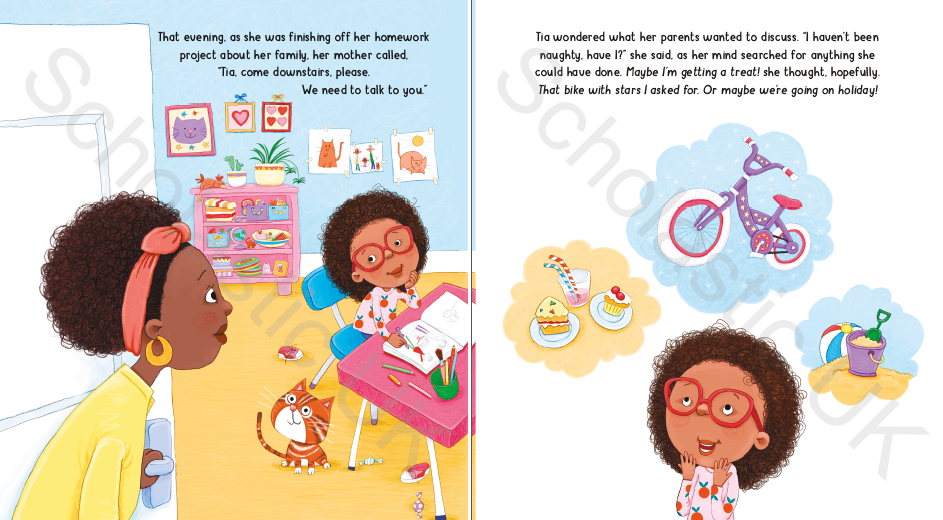 That evening, as she was finishing off her homework
project about her family, her mother called,
"Tia, come downstairs, please.
We need to talk to you."
Tia wondered what her parents wanted to discuss. "I haven't been
naughty, have I?" she said, as her mind searched for anything she
could have done. Maybe I'm getting a treat! she thought, hopefully.
That bike with stars I asked for. Or maybe we're going on holiday!
Scholastic UK
Scholastic UK